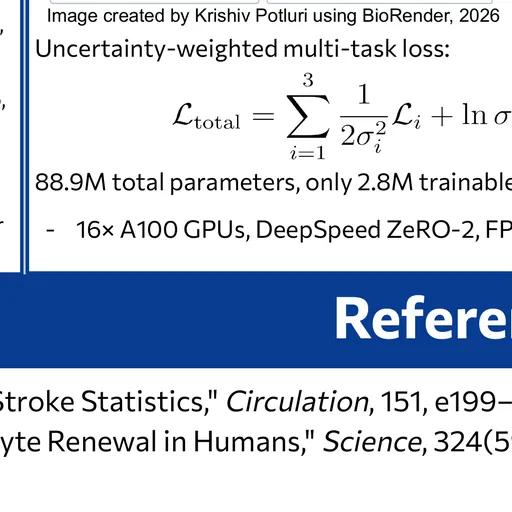 Image created by Krishiv Potluri using BioRender, 2026
Uncertainty-weighted multi-task loss:
ℒ_total = ∑_{i=1}^{3} \frac{1}{2σ_i^2} ℒ_i + ln σ
88.9M total parameters, only 2.8M trainable
- 16× A100 GPUs, DeepSpeed ZeRO-2, FP
Referen
Stroke Statistics," Circulation, 151, e199–
yte Renewal in Humans," Science, 324(5